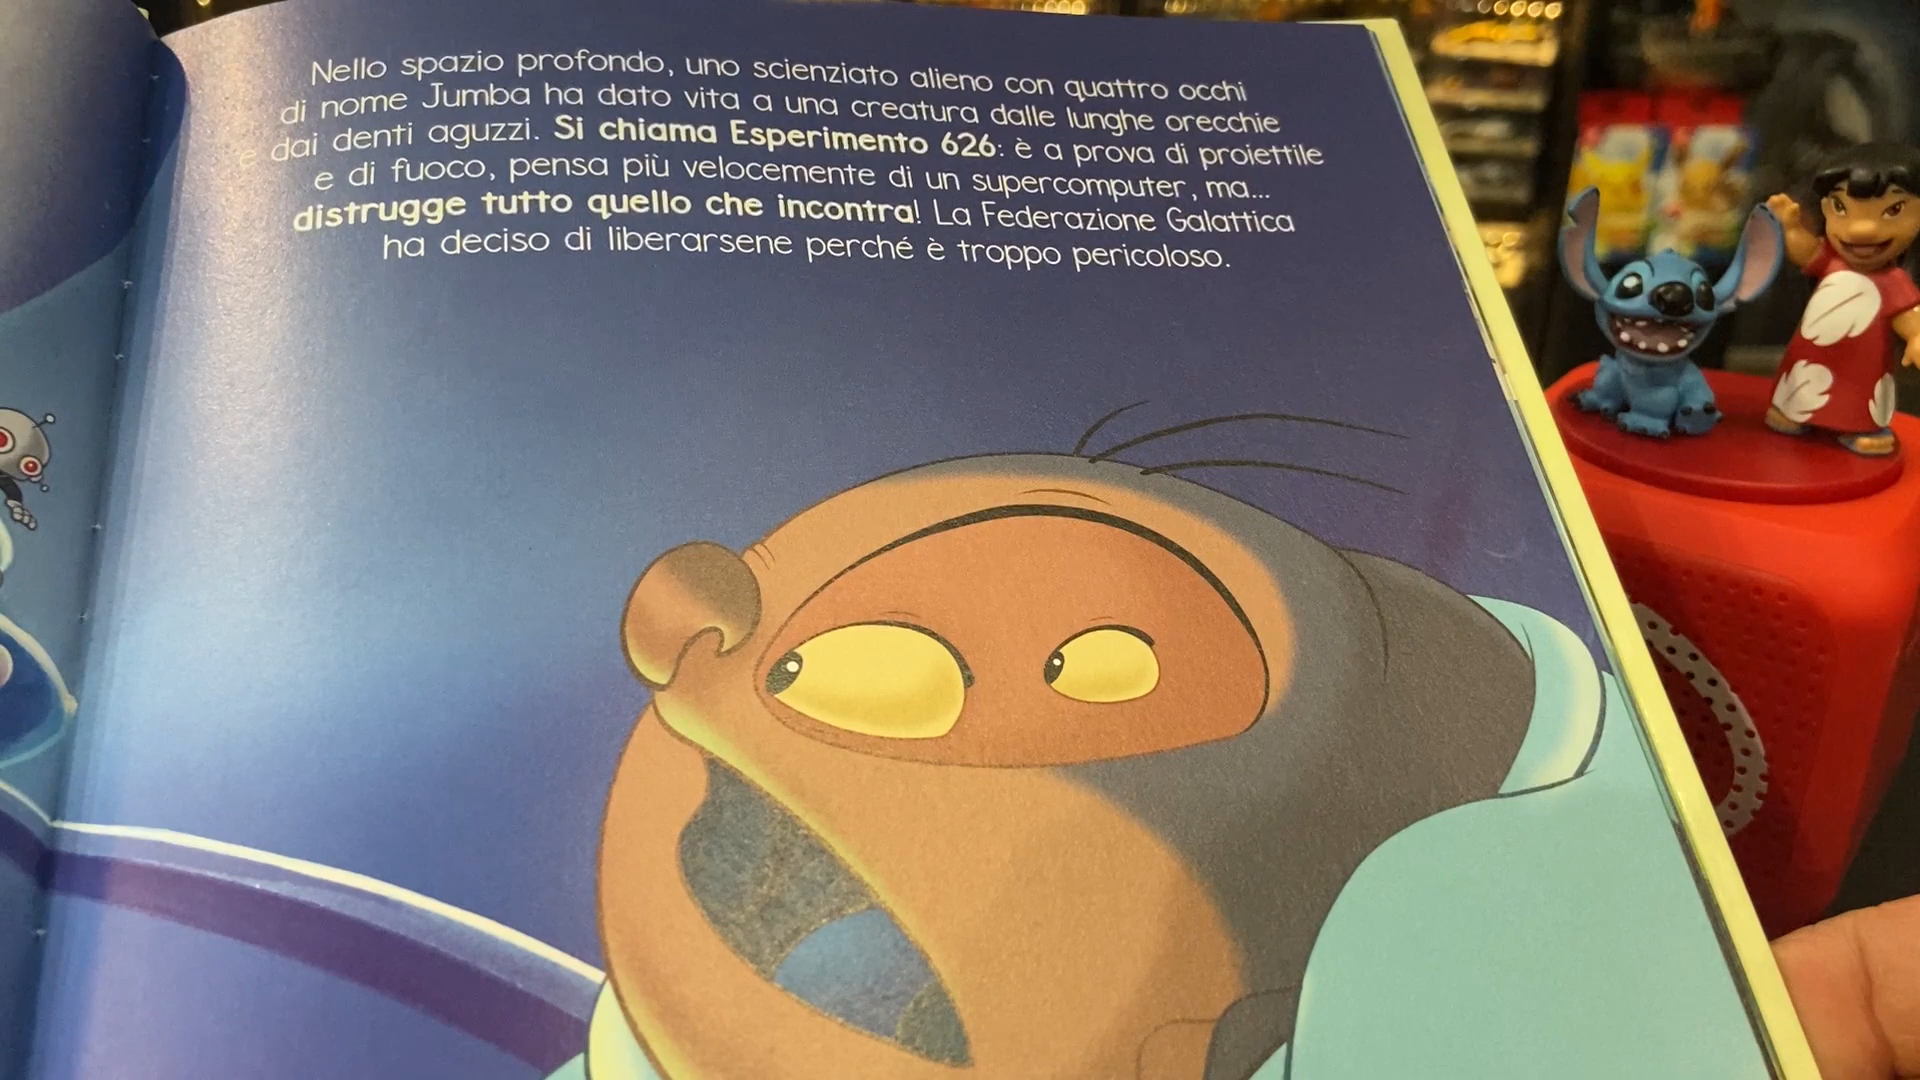 Nello spazio profondo, uno scienziato alieno con quattro occhi
di nome Jumba ha dato vita a una creatura dalle lunghe orecchie
e dai denti aguzzi. Si chiama Esperimento 626: è a prova di proiettile
e di fuoco, pensa più velocemente di un supercomputer, ma...
distrugge tutto quello che incontra! La Federazione Galattica
ha deciso di liberarsene perché è troppo pericoloso.